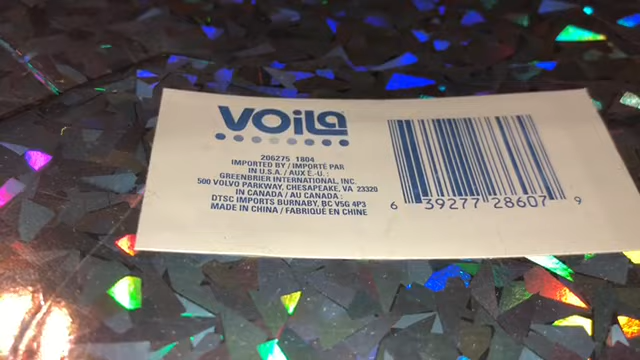 VOiLA
206275 1804
IMPORTED BY / IMPORTÉ PAR
IN U.S.A. / AUX É.-U. :
GREENBRIER INTERNATIONAL, INC.
500 VOLVO PARKWAY, CHESAPEAKE, VA 23320
IN CANADA / AU CANADA :
DTSC IMPORTS BURNABY, BC V5G 4P3
MADE IN CHINA / FABRIQUÉ EN CHINE
6 39277 28607 9